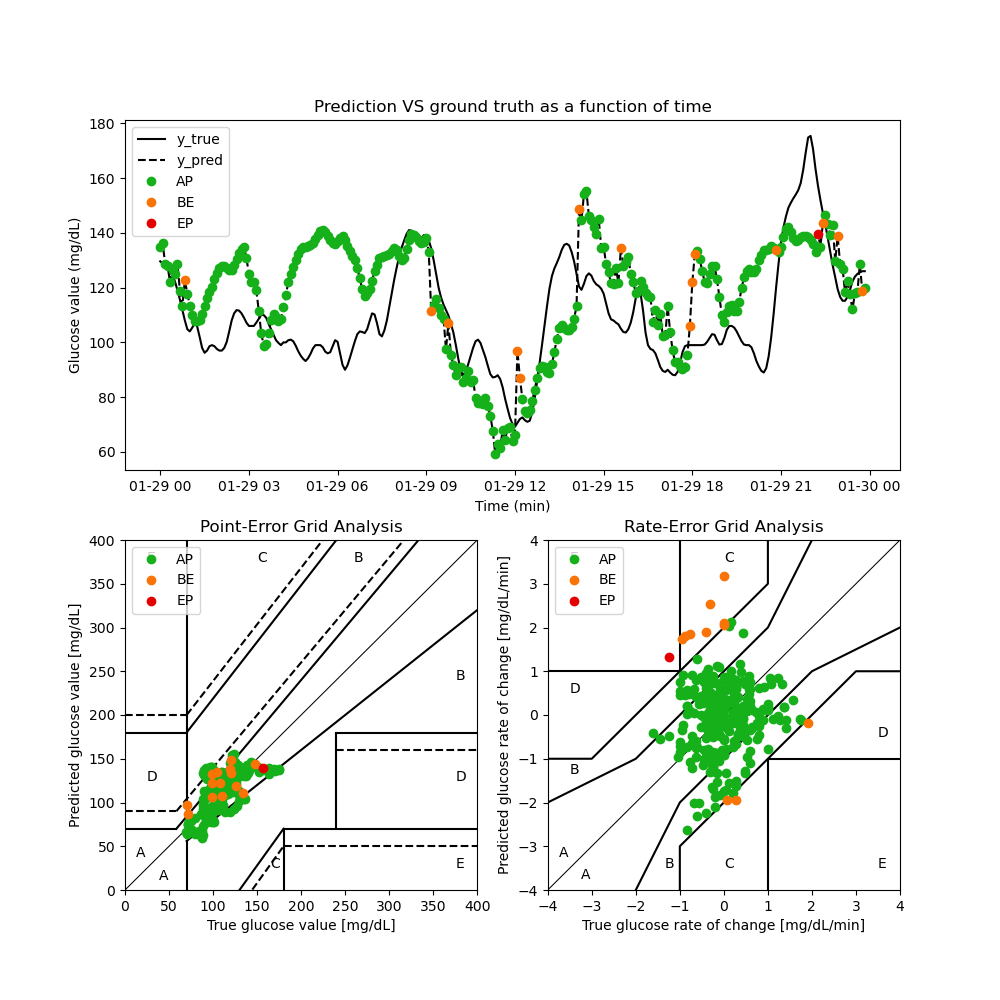 Prediction VS ground truth as a function of time
Glucose value (mg/dL)
180
160
140
120
100
80
60
y_true
y_pred
AP
BE
EP
01-29 00 01-29 03 01-29 06 01-29 09 01-29 12 01-29 15 01-29 18 01-29 21 01-30 00
Time (min)
Point-Error Grid Analysis
Predicted glucose value [mg/dL]
400
350
300
250
200
150
100
50
0
AP
BE
EP
C
B
B
D
D
A
A
C
E
0 50 100 150 200 250 300 350 400
True glucose value [mg/dL]
Rate-Error Grid Analysis
Predicted glucose rate of change [mg/dL/min]
4
3
2
1
0
−1
−2
−3
−4
AP
BE
EP
C
D
D
B
A
A
B
C
E
−4 −3 −2 −1 0 1 2 3 4
True glucose rate of change [mg/dL/min]